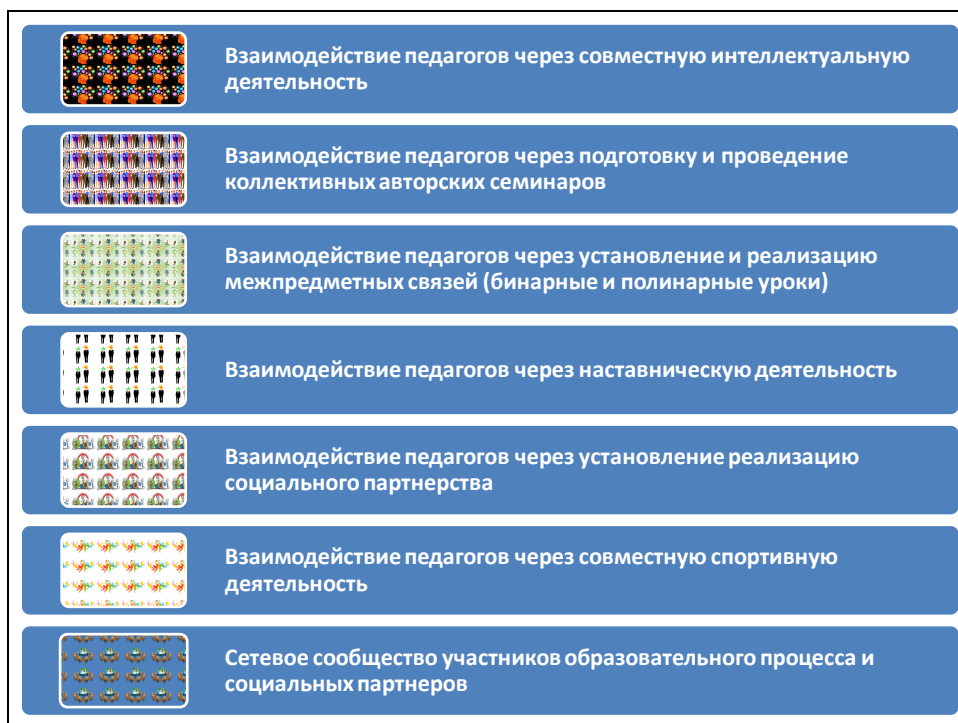 Взаимодействие педагогов через совместную интеллектуальную
деятельность
Взаимодействие педагогов через подготовку и проведение
коллективных авторских семинаров
Взаимодействие педагогов через установление и реализацию
межпредметных связей (бинарные и полинарные уроки)
Взаимодействие педагогов через наставническую деятельность
Взаимодействие педагогов через установление реализацию
социального партнерства
Взаимодействие педагогов через совместную спортивную
деятельность
Сетевое сообщество участников образовательного процесса и
социальных партнеров